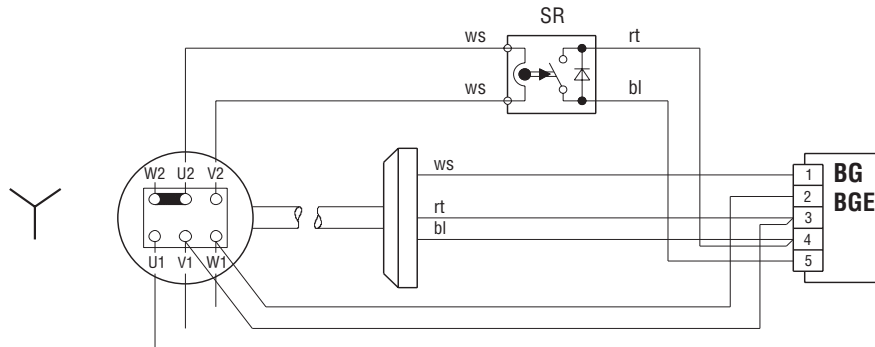 SR
ws rt
ws bl
W2 U2 V2
U1 V1 W1
ws
rt
bl
1
2
3
4
5
BG
BGE